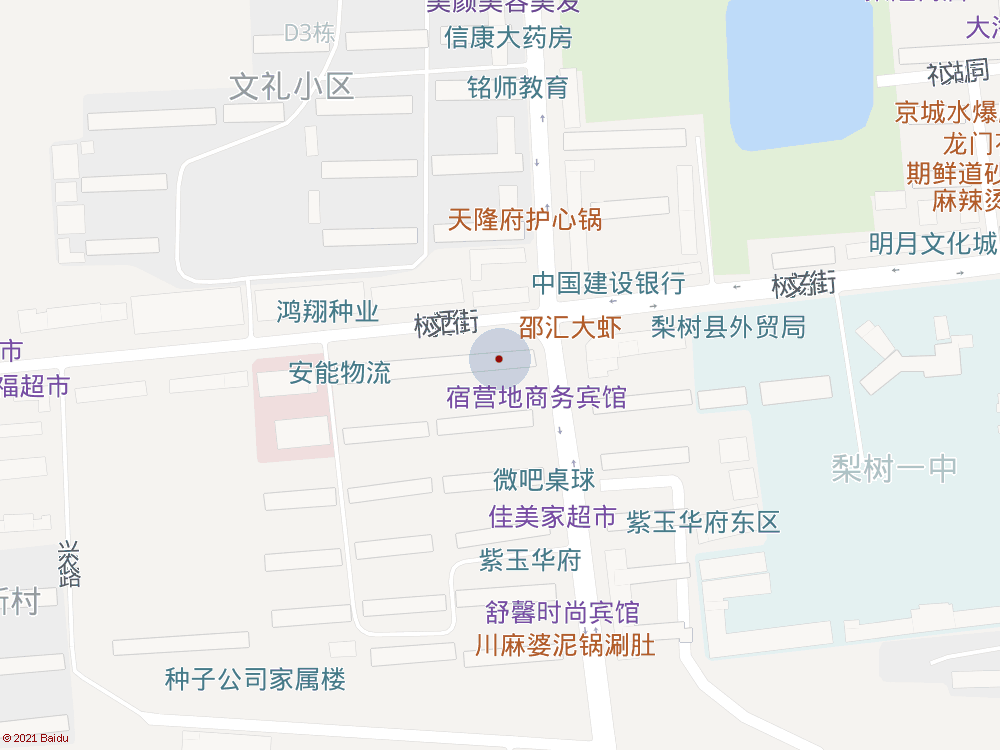 美颜美容美发
D3栋
信康大药房
文礼小区
铭师教育
天隆府护心锅
中国建设银行
明月文化城
鸿翔种业
邵汇大虾
梨树县外贸局
市
福超市
安能物流
宿营地商务宾馆
梨树一中
微吧桌球
佳美家超市
紫玉华府东区
紫玉华府
兴农路
新村
舒馨时尚宾馆
川麻婆泥锅涮肚
种子公司家属楼
京城水爆
龙门
期鲜道砂
麻辣烫
© 2021 Baidu